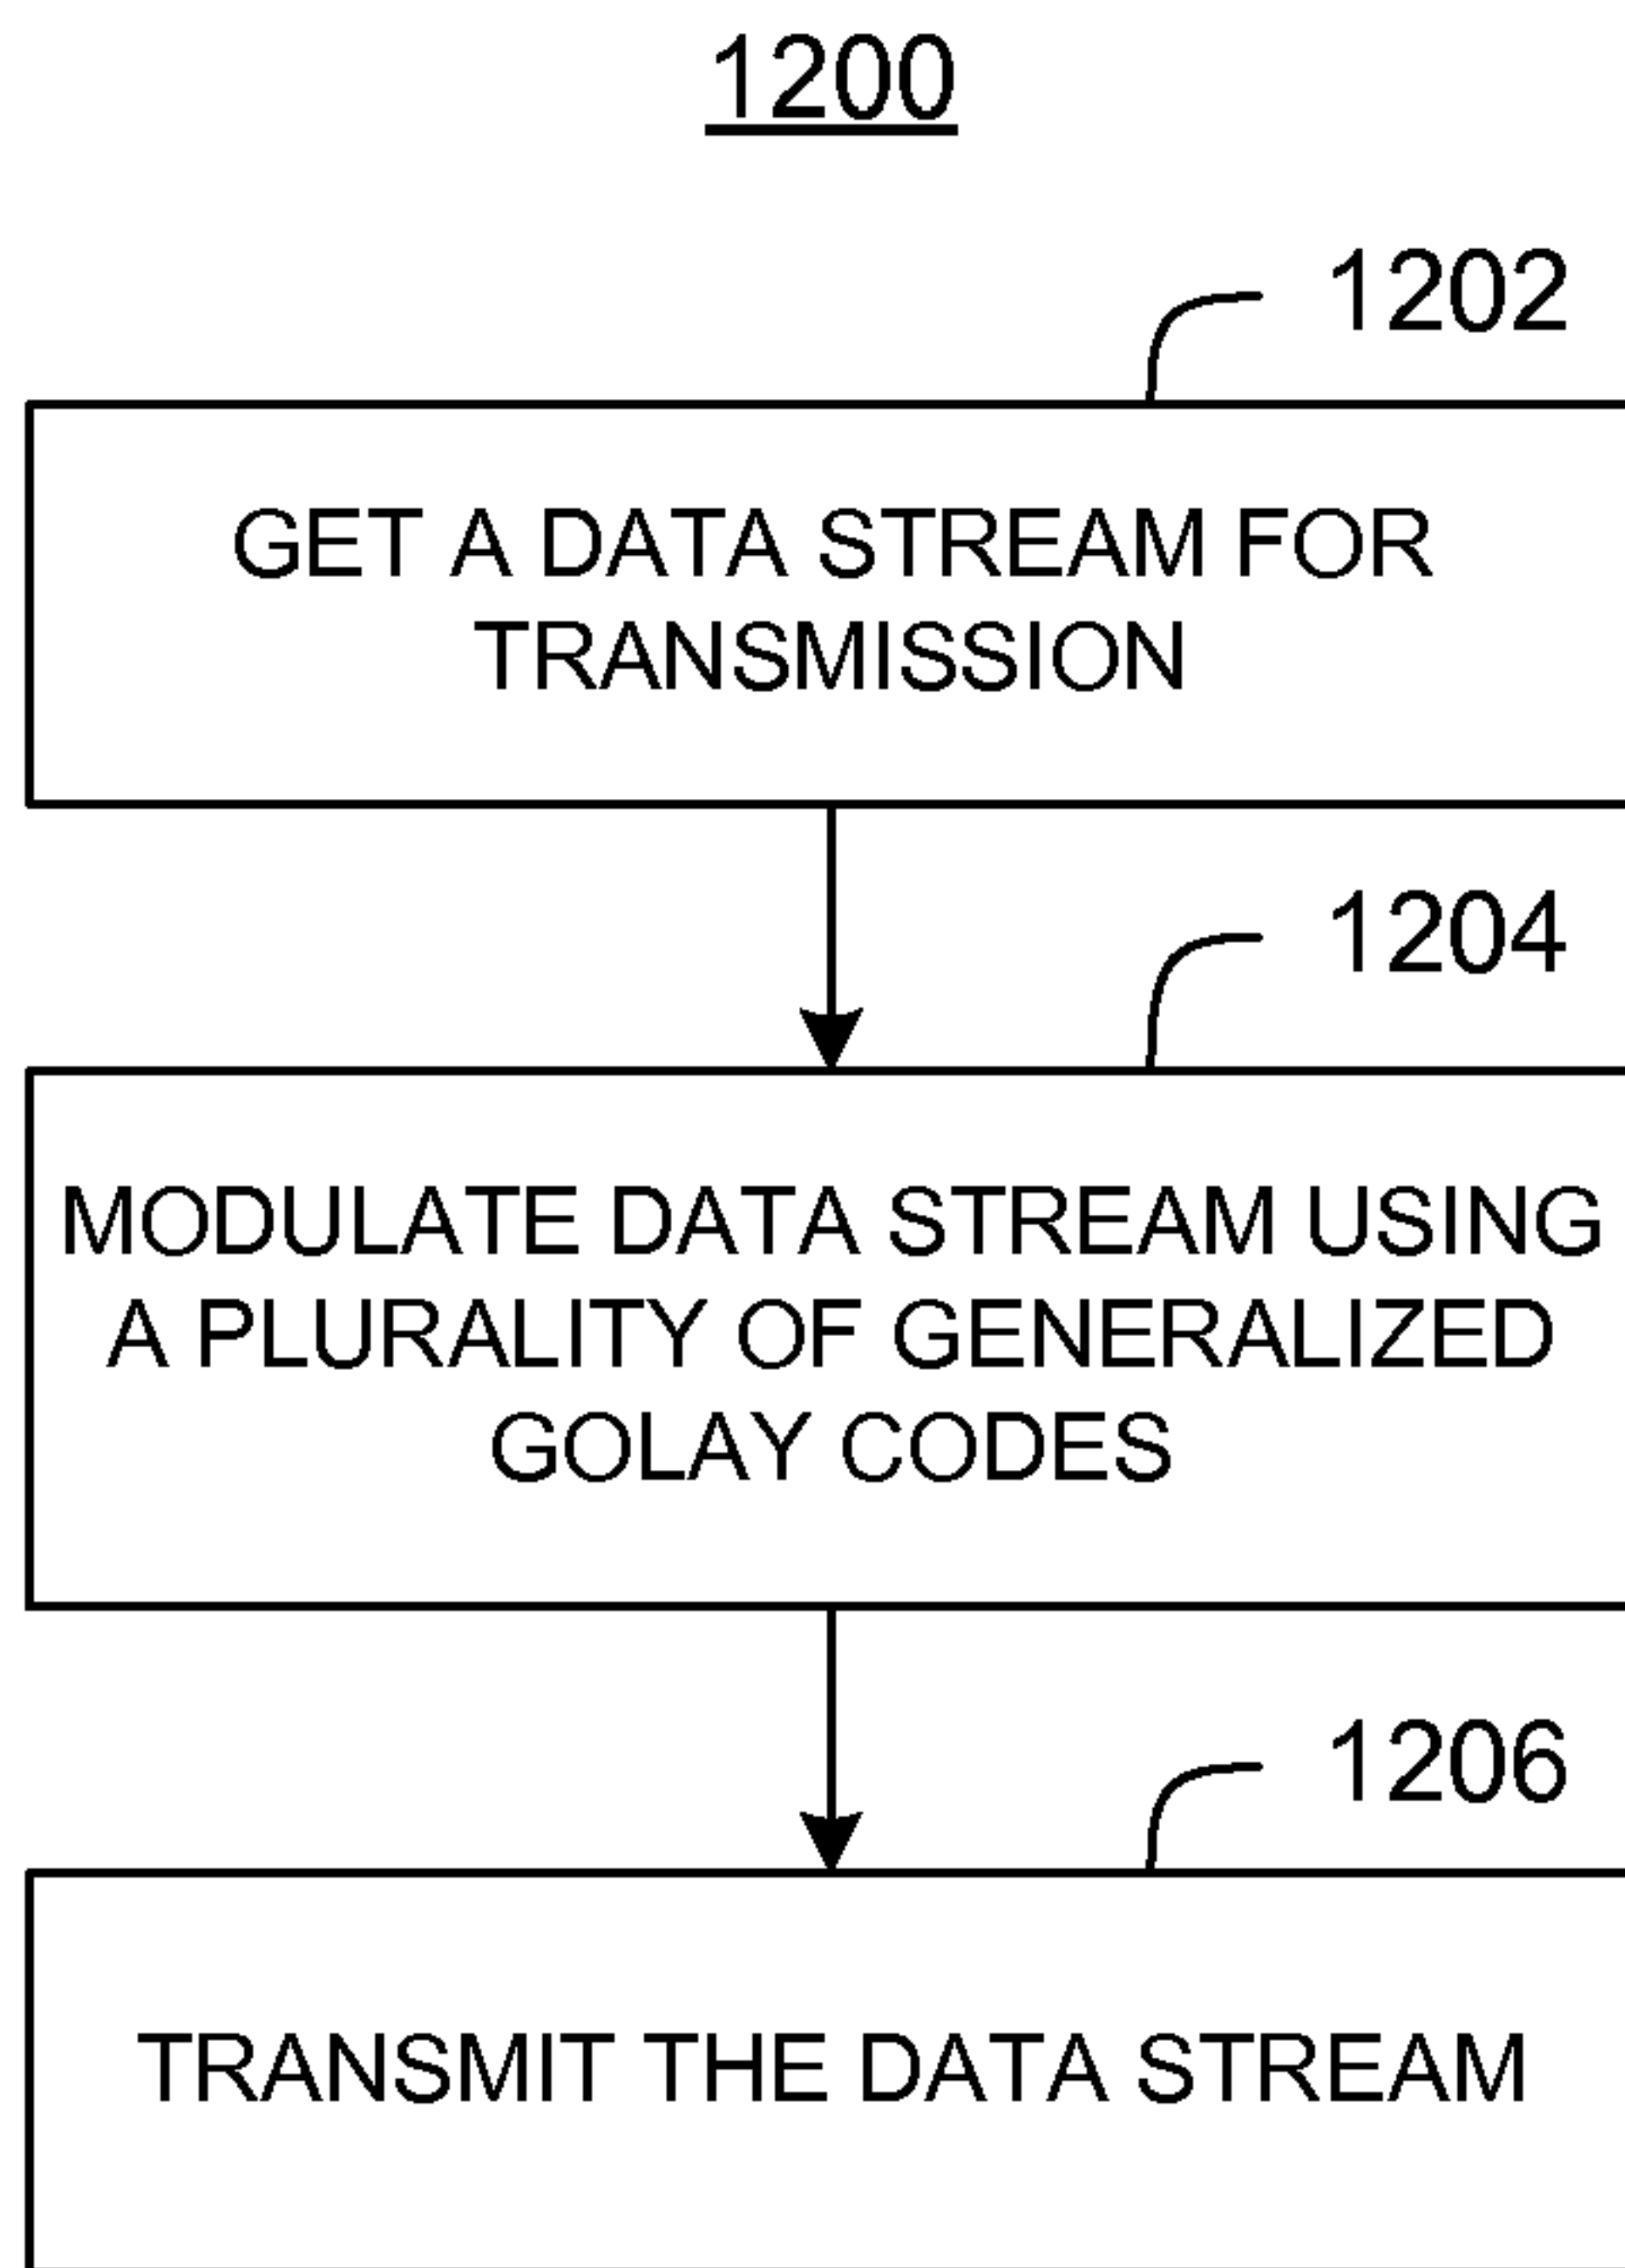 1200
1202
GET A DATA STREAM FOR
TRANSMISSION
1204
MODULATE DATA STREAM USING
A PLURALITY OF GENERALIZED
GOLAY CODES
1206
TRANSMIT THE DATA STREAM